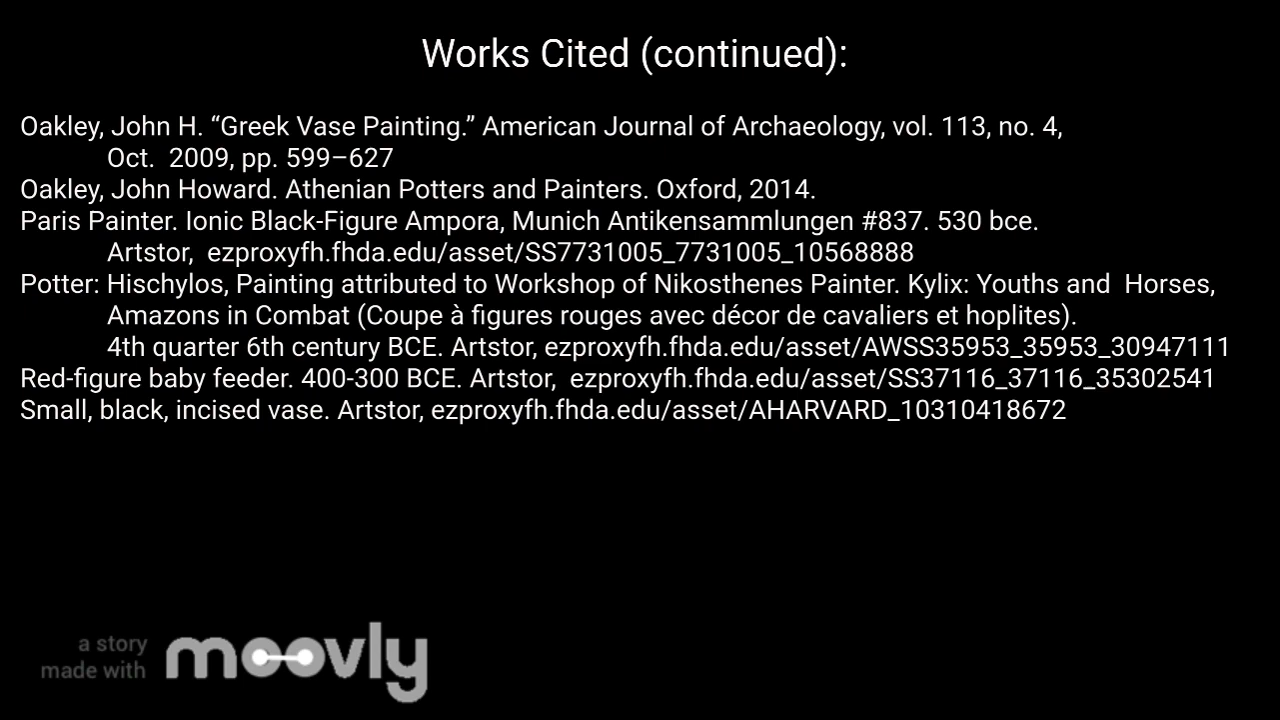 Works Cited (continued):
Oakley, John H. “Greek Vase Painting.” American Journal of Archaeology, vol. 113, no. 4,
Oct.  2009, pp. 599–627
Oakley, John Howard. Athenian Potters and Painters. Oxford, 2014.
Paris Painter. Ionic Black-Figure Ampora, Munich Antikensammlungen #837. 530 bce.
Artstor,  ezproxyfh.fhda.edu/asset/SS7731005_7731005_10568888
Potter: Hischylos, Painting attributed to Workshop of Nikosthenes Painter. Kylix: Youths and  Horses,
Amazons in Combat (Coupe à figures rouges avec décor de cavaliers et hoplites).
4th quarter 6th century BCE. Artstor, ezproxyfh.fhda.edu/asset/AWSS35953_35953_30947111
Red-figure baby feeder. 400-300 BCE. Artstor,  ezproxyfh.fhda.edu/asset/SS37116_37116_35302541
Small, black, incised vase. Artstor, ezproxyfh.fhda.edu/asset/AHARVARD_10310418672
a story
made with
moovly